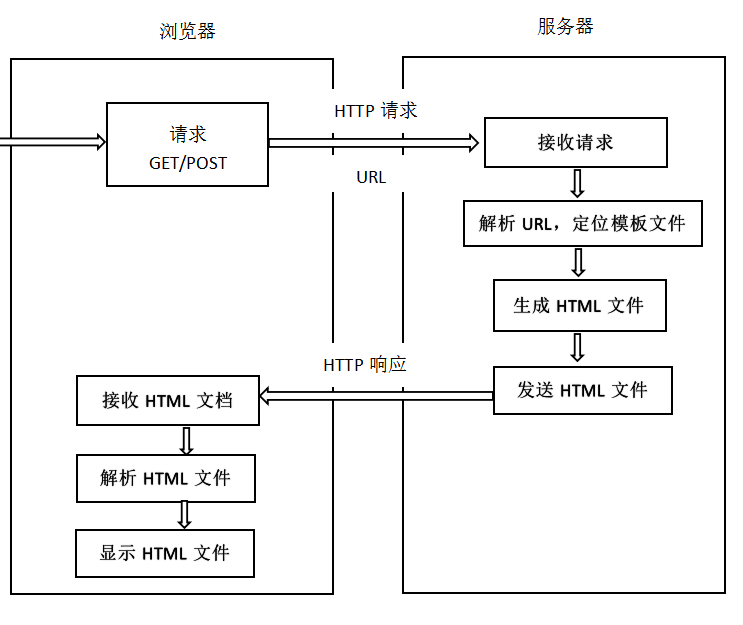 浏览器
服务器
请求
GET/POST
HTTP 请求
URL
接收请求
解析 URL，定位模板文件
生成 HTML 文件
发送 HTML 文件
HTTP 响应
接收 HTML 文档
解析 HTML 文件
显示 HTML 文件